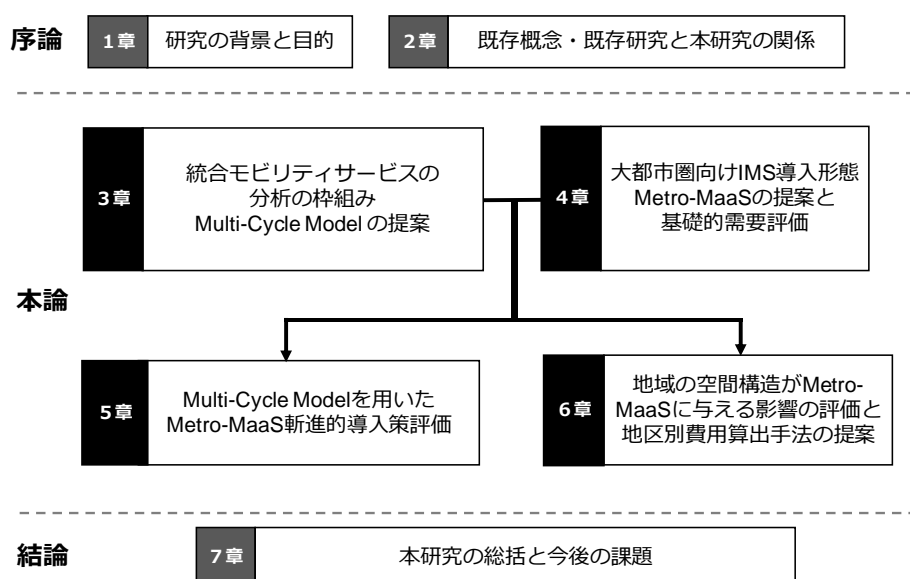 序論
1章 研究の背景と目的
2章 既存概念・既存研究と本研究の関係
本論
3章
統合モビリティサービスの
分析の枠組み
Multi-Cycle Model の提案
4章
大都市圏向けIMS導入形態
Metro-MaaSの提案と
基礎的需要評価
5章
Multi-Cycle Modelを用いた
Metro-MaaS斬進的導入策評価
6章
地域の空間構造がMetro-
MaaSに与える影響の評価と
地区別費用算出手法の提案
結論
7章 本研究の総括と今後の課題